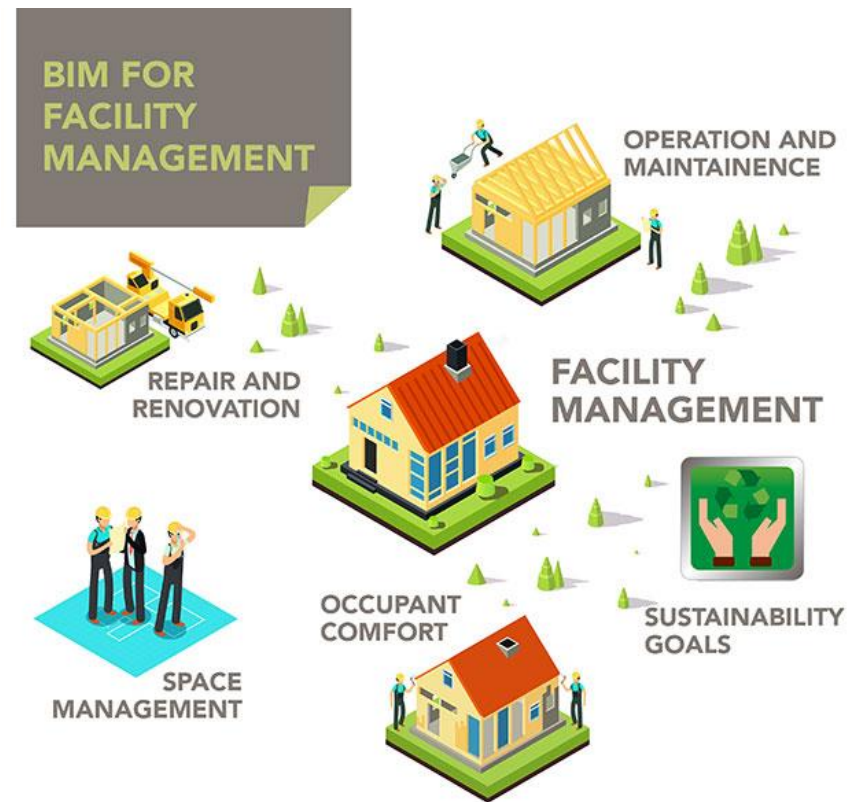 BIM FOR
FACILITY
MANAGEMENT
OPERATION AND
MAINTAINENCE
REPAIR AND
RENOVATION
FACILITY
MANAGEMENT
SPACE
MANAGEMENT
OCCUPANT
COMFORT
SUSTAINABILITY
GOALS